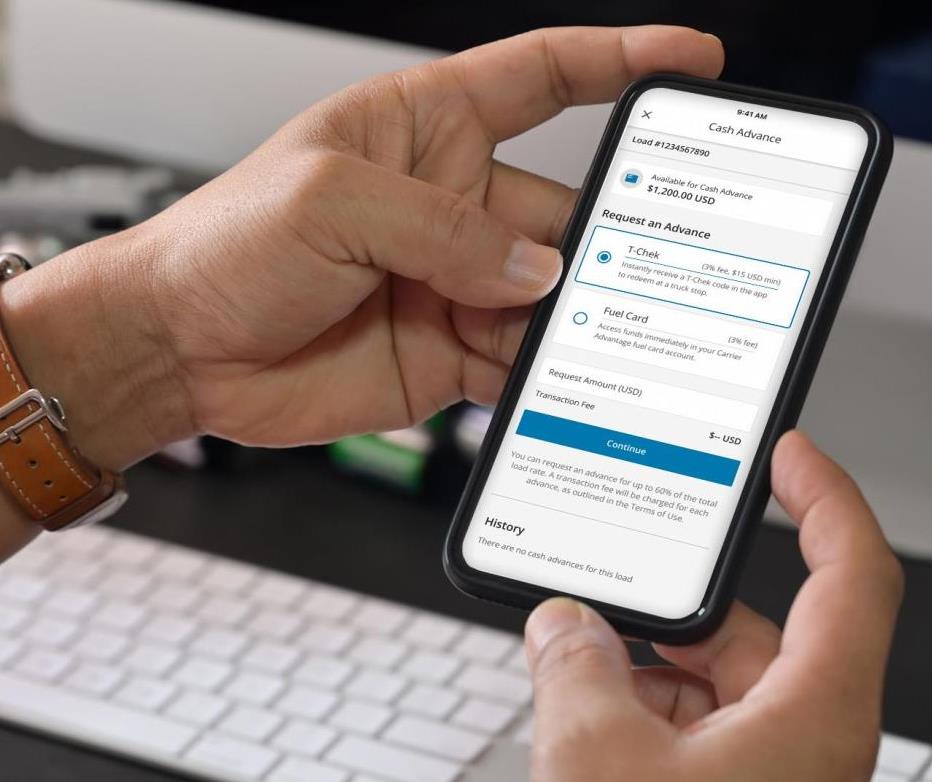 9:41 AM
Cash Advance
Load #1234567890
Available for Cash Advance
$1,200.00 USD
Request an Advance
T-Chek (3% fee, $15 USD min)
Instantly receive a T-Chek code in the app
to redeem at a truck stop.
Fuel Card (3% fee)
Access funds immediately in your Carrier
Advantage fuel card account.
Request Amount (USD)
Transaction Fee $-- USD
Continue
You can request an advance for up to 60% of the total
load rate. A transaction fee will be charged for each
advance, as outlined in the Terms of Use.
History
There are no cash advances for this load